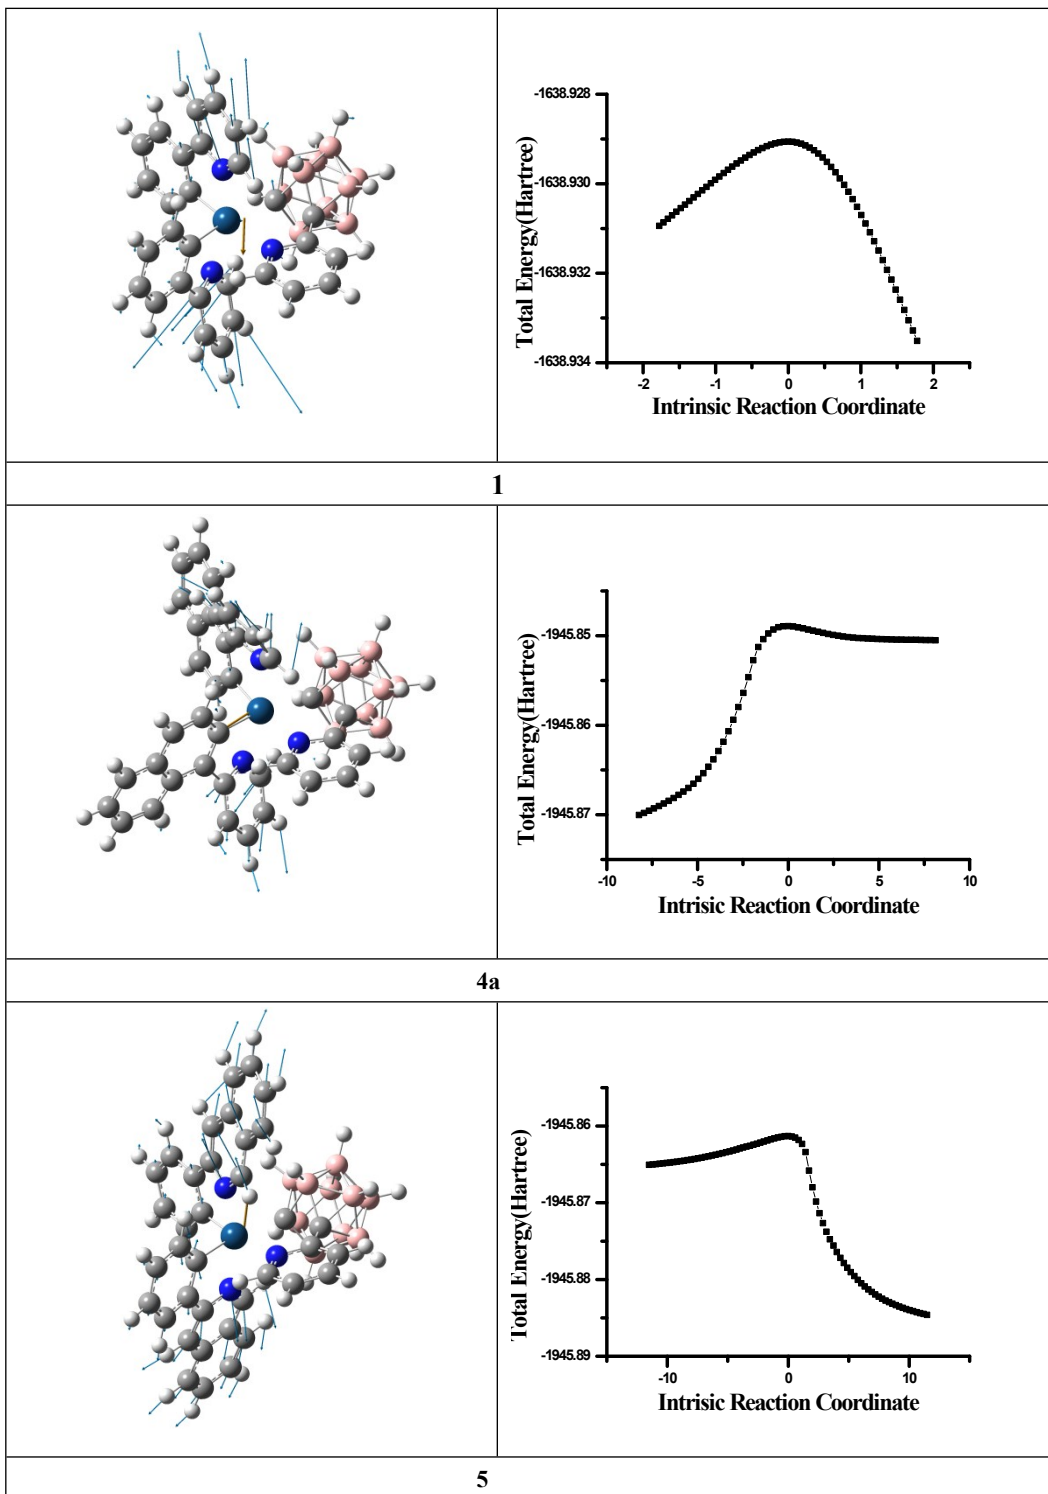 -1638.928
-1638.930
-1638.932
-1638.934
Total Energy(Hartree)
-2 -1 0 1 2
Intrinsic Reaction Coordinate
1
-1945.85
-1945.86
-1945.87
Total Energy(Hartree)
-10 -5 0 5 10
Intrisic Reaction Coordinate
4a
-1945.86
-1945.87
-1945.88
-1945.89
Total Energy(Hartree)
-10 0 10
Intrisic Reaction Coordinate
5